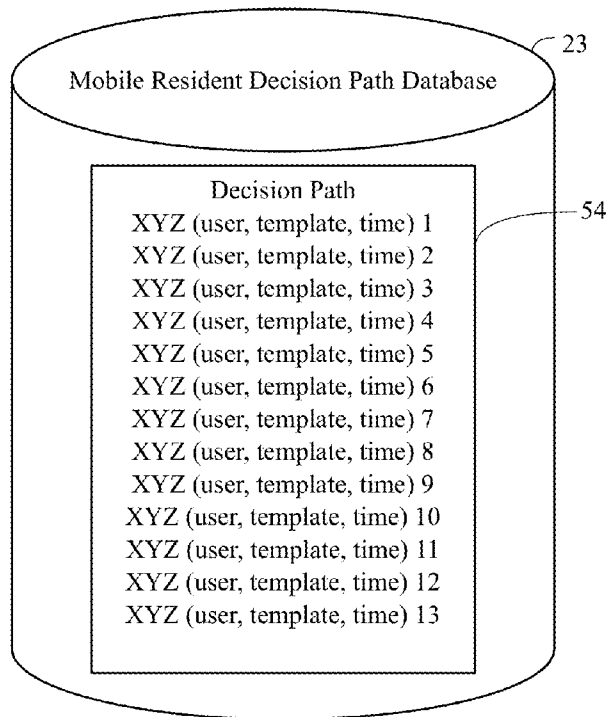 23
Mobile Resident Decision Path Database
Decision Path
54
XYZ (user, template, time) 1
XYZ (user, template, time) 2
XYZ (user, template, time) 3
XYZ (user, template, time) 4
XYZ (user, template, time) 5
XYZ (user, template, time) 6
XYZ (user, template, time) 7
XYZ (user, template, time) 8
XYZ (user, template, time) 9
XYZ (user, template, time) 10
XYZ (user, template, time) 11
XYZ (user, template, time) 12
XYZ (user, template, time) 13